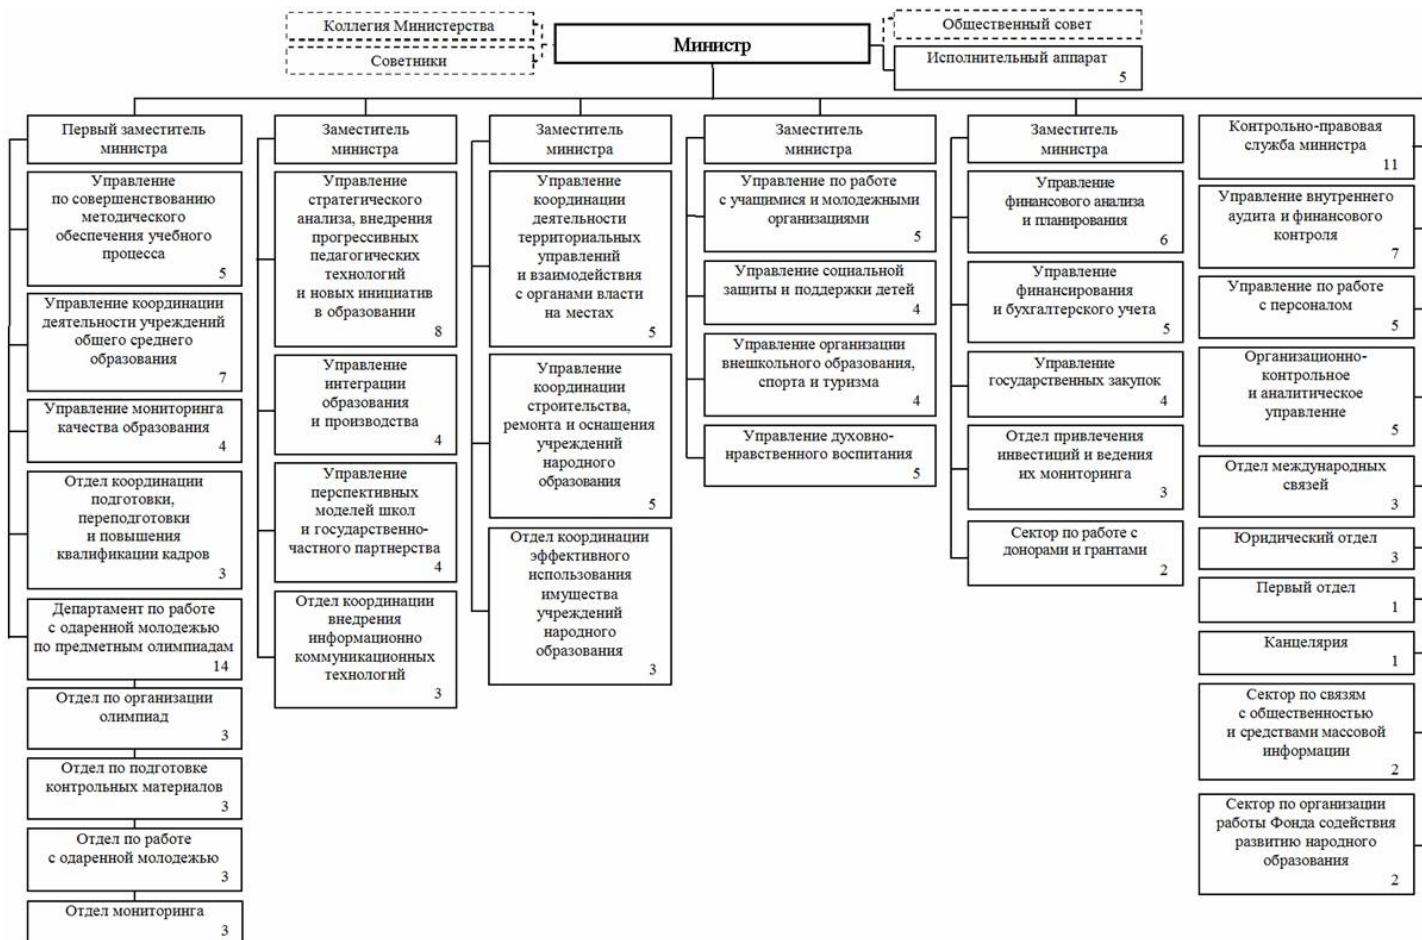 Коллегия Министерства
Советники
Министр
Общественный совет
Исполнительный аппарат
5
Первый заместитель
министра
Управление
по совершенствованию
методического
обеспечения учебного
процесса
5
Управление координации
деятельности учреждений
общего среднего
образования
7
Управление мониторинга
качества образования
4
Отдел координации
подготовки,
переподготовки
и повышения
квалификации кадров
3
Департамент по работе
с одаренной молодежью
по предметным олимпиадам
14
Отдел по организации
олимпиад
3
Отдел по подготовке
контрольных материалов
3
Отдел по работе
с одаренной молодежью
3
Отдел мониторинга
3
Заместитель
министра
Управление
стратегического
анализа, внедрения
прогрессивных
педагогических
технологий
и новых инициатив
в образовании
8
Управление
интеграции
образования
и производства
4
Управление
перспективных
моделей школ
и государственно-
частного партнерства
4
Отдел координации
внедрения
информационно
коммуникационных
технологий
3
Заместитель
министра
Управление
координации
деятельности
территориальных
управлений
и взаимодействия
с органами власти
на местах
5
Управление
координации
строительства,
ремонта и оснащения
учреждений
народного
образования
5
Отдел координации
эффективного
использования
имущества
учреждений
народного
образования
3
Заместитель
министра
Управление по работе
с учащимися и молодежными
организациями
5
Управление социальной
защиты и поддержки детей
4
Управление организации
внешкольного образования,
спорта и туризма
4
Управление духовно-
нравственного воспитания
5
Заместитель
министра
Управление
финансового анализа
и планирования
6
Управление
финансирования
и бухгалтерского учета
5
Управление
государственных закупок
4
Отдел привлечения
инвестиций и ведения
их мониторинга
3
Сектор по работе с
донорами и грантами
2
Контрольно-правовая
служба министра
11
Управление внутреннего
аудита и финансового
контроля
7
Управление по работе
с персоналом
5
Организационно-
контрольное
и аналитическое
управление
5
Отдел международных
связей
3
Юридический отдел
3
Первый отдел
1
Канцелярия
1
Сектор по связям
с общественностью
и средствами массовой
информации
2
Сектор по организации
работы Фонда содействия
развитию народного
образования
2